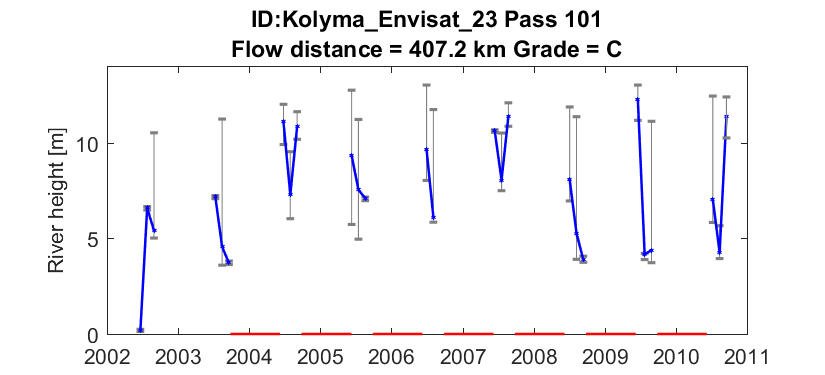 ID:Kolyma_Envisat_23 Pass 101
Flow distance = 407.2 km Grade = C
River height [m]
10
5
0
2002 2003 2004 2005 2006 2007 2008 2009 2010 2011